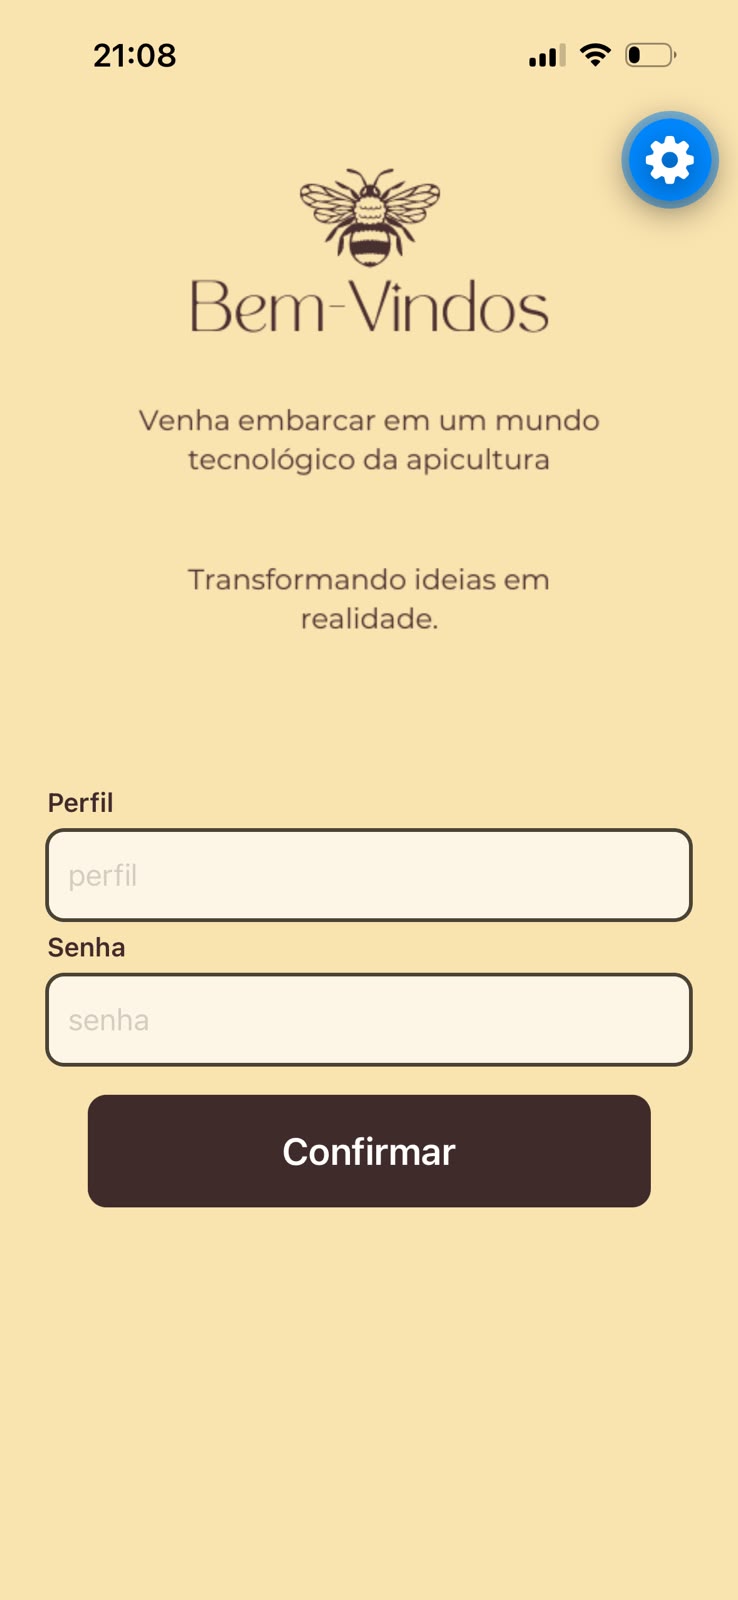 21:08
Bem-Vindos
Venha embarcar em um mundo
tecnológico da apicultura
Transformando ideias em
realidade.
Perfil
perfil
Senha
senha
Confirmar